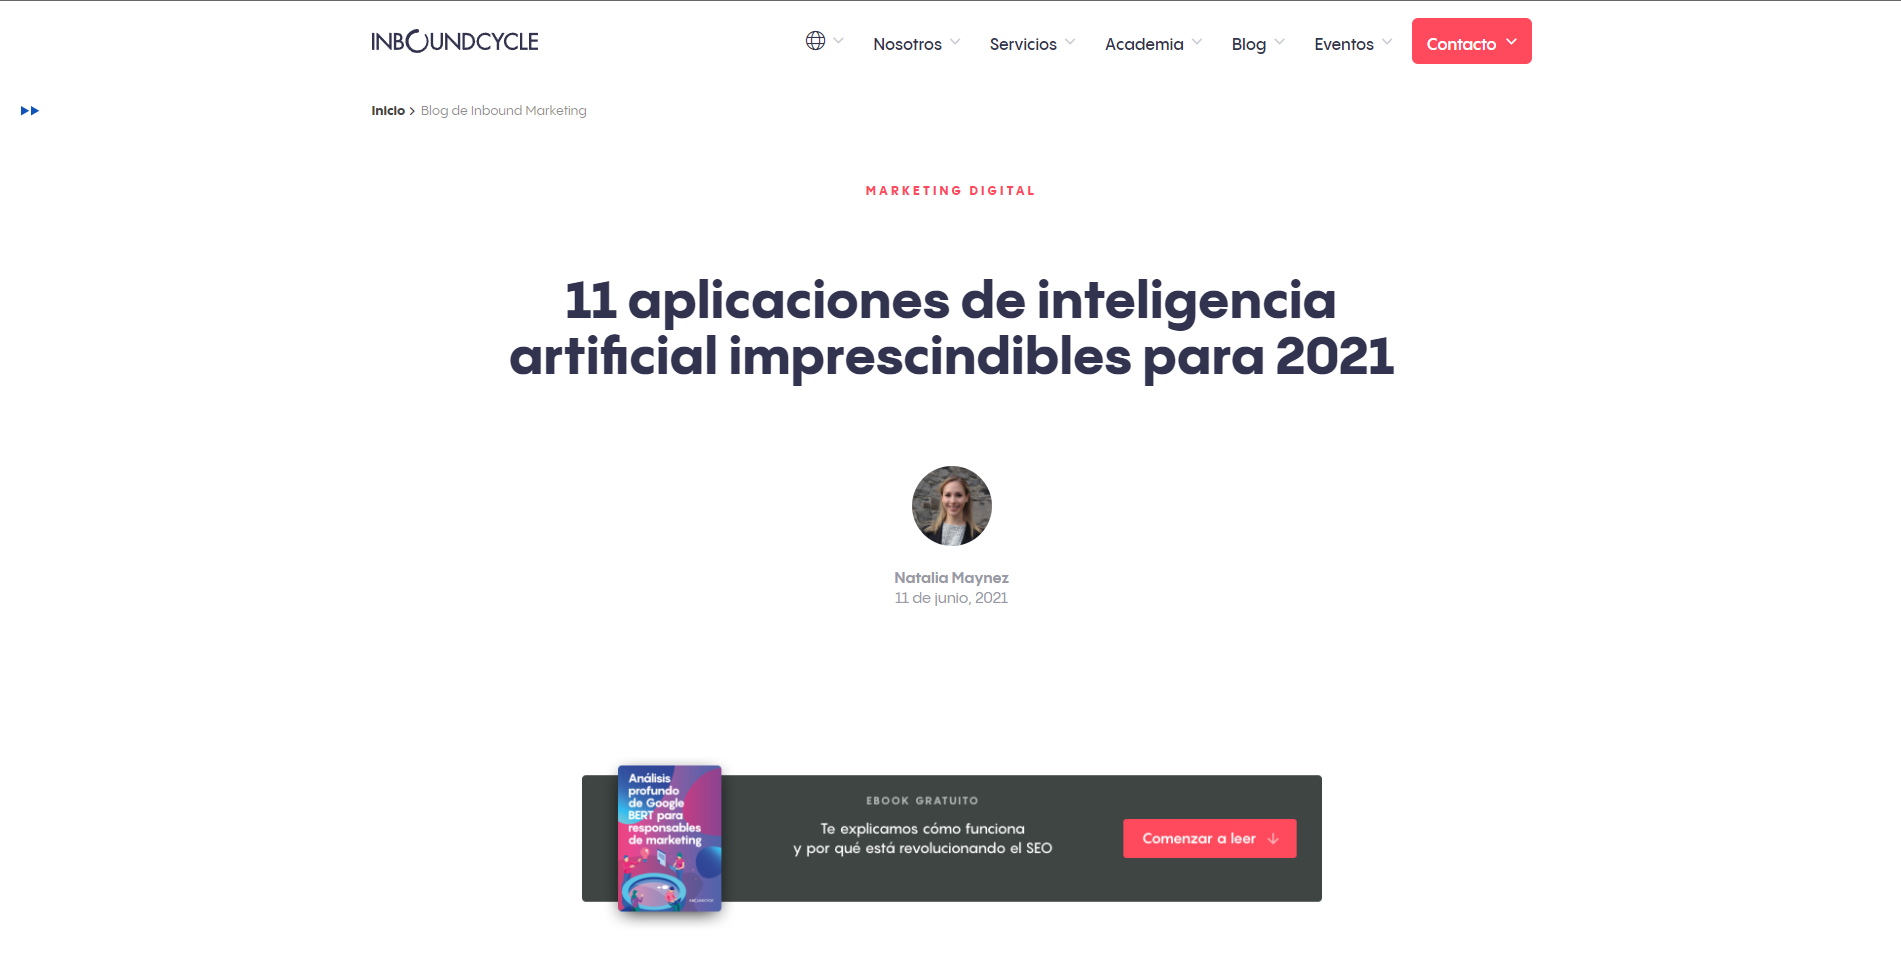 INBOUNDCYCLE
Nosotros
Servicios
Academia
Blog
Eventos
Contacto
Inicio > Blog de Inbound Marketing
MARKETING DIGITAL
11 aplicaciones de inteligencia
artificial imprescindibles para 2021
Natalia Maynez
11 de junio, 2021
Análisis
profundo
de Google
BERT para
responsables
de marketing
INBOUNDCYCLE
EBOOK GRATUITO
Te explicamos cómo funciona
y por qué está revolucionando el SEO
Comenzar a leer